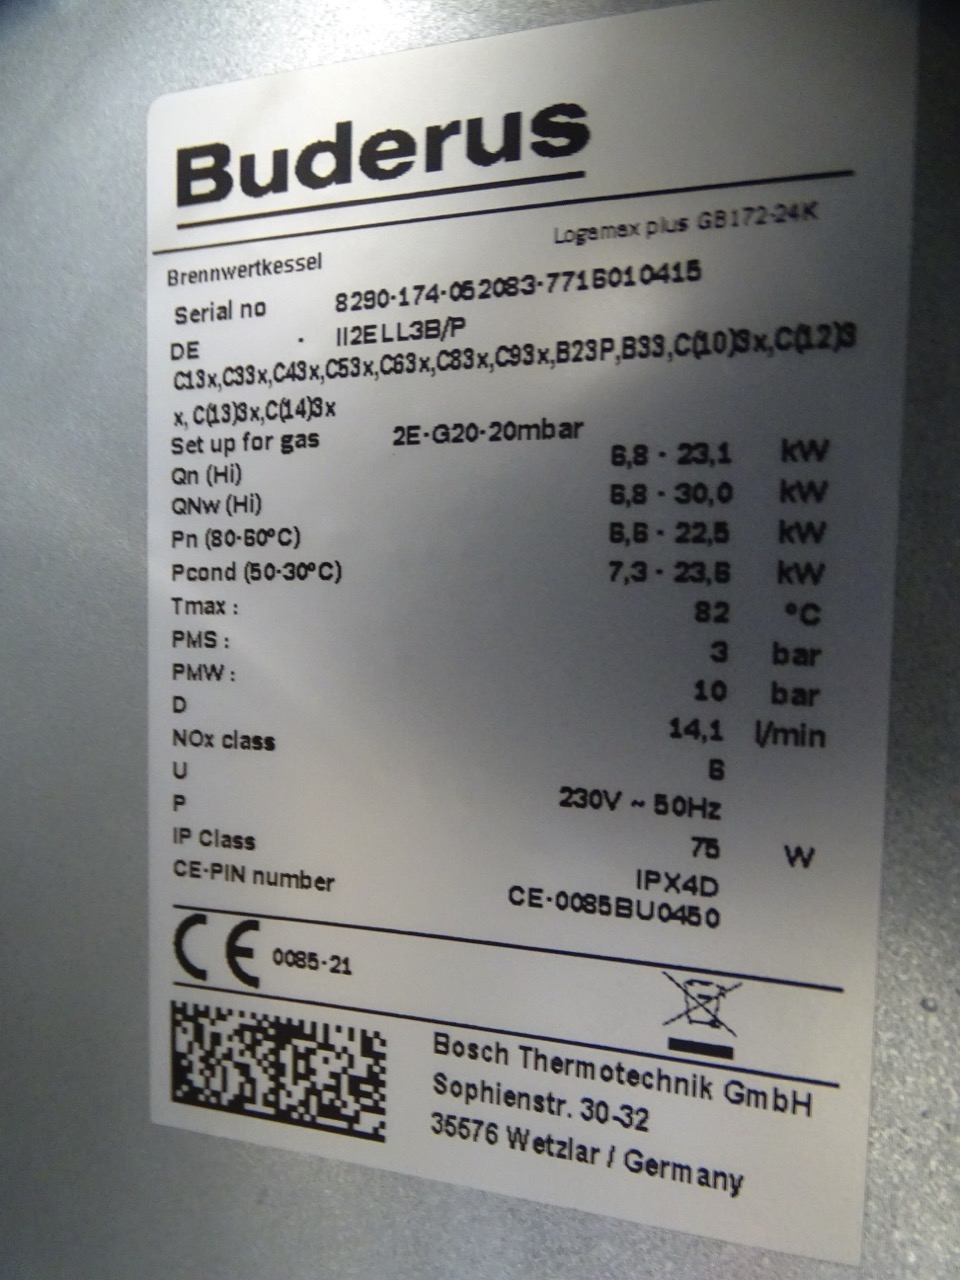 Buderus
Logamax plus GB172-24K
Brennwertkessel
Serial no 8290-174-052083-7716010415
DE . II2ELL3B/P
C13x,C33x,C43x,C53x,C63x,C83x,C93x,B23P,B33,C(10)3x,C(12)3
x, C(13)3x,C(14)3x
Set up for gas 2E-G20-20mbar
Qn (Hi) 6,8 - 23,1 kW
QNw (Hi) 6,8 - 30,0 kW
Pn (80-60°C) 6,6 - 22,5 kW
Pcond (50-30°C) 7,3 - 23,6 kW
Tmax : 82 °C
PMS : 3 bar
PMW : 10 bar
D 14,1 l/min
NOx class 6
U 230V ~ 50Hz
P 75 W
IP Class IPX4D
CE-PIN number CE-0085BU0450
CE 0085-21
Bosch Thermotechnik GmbH
Sophienstr. 30-32
35576 Wetzlar / Germany